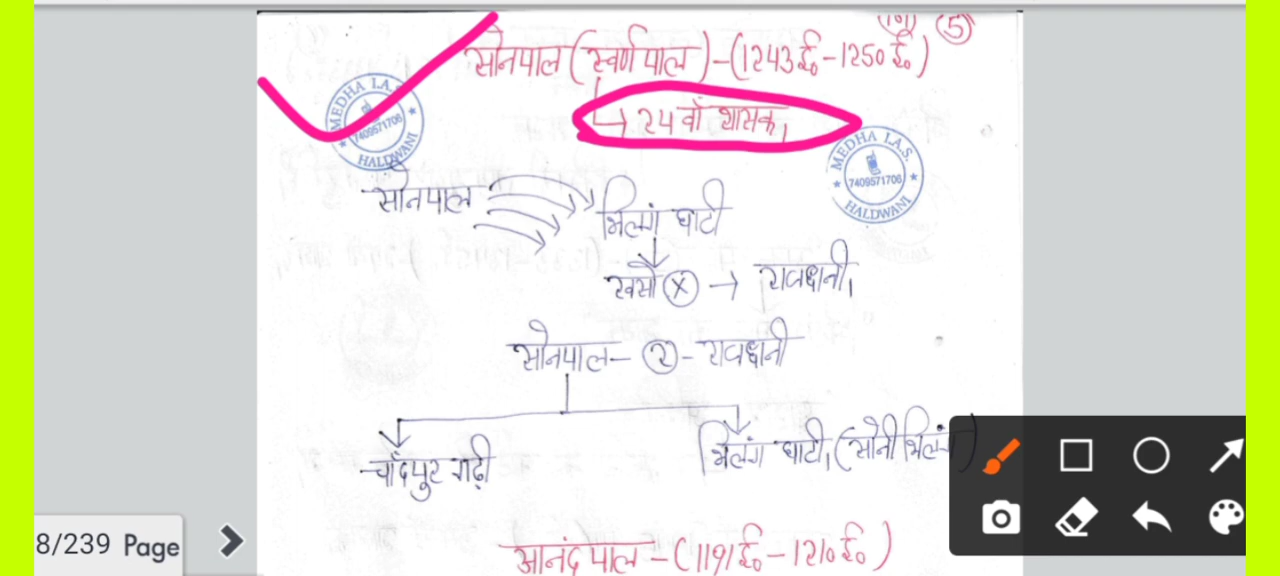 (5)
सोनपाल (स्वर्णपाल) - (1243 ई० - 1250 ई०)
↳ 24 वाँ शासक,
MEDHA I.A.S.
7409571706
HALDWANI
MEDHA I.A.S.
7409571706
HALDWANI
सोनपाल → भिलंग घाटी
खसों (X) → राजधानी,
सोनपाल - (2) - राजधानी
चाँदपुर गढ़ी
भिलंग घाटी, (सोनी भिलंग)
8/239 Page
आनंदपाल - (1191 ई० - 1210 ई०)